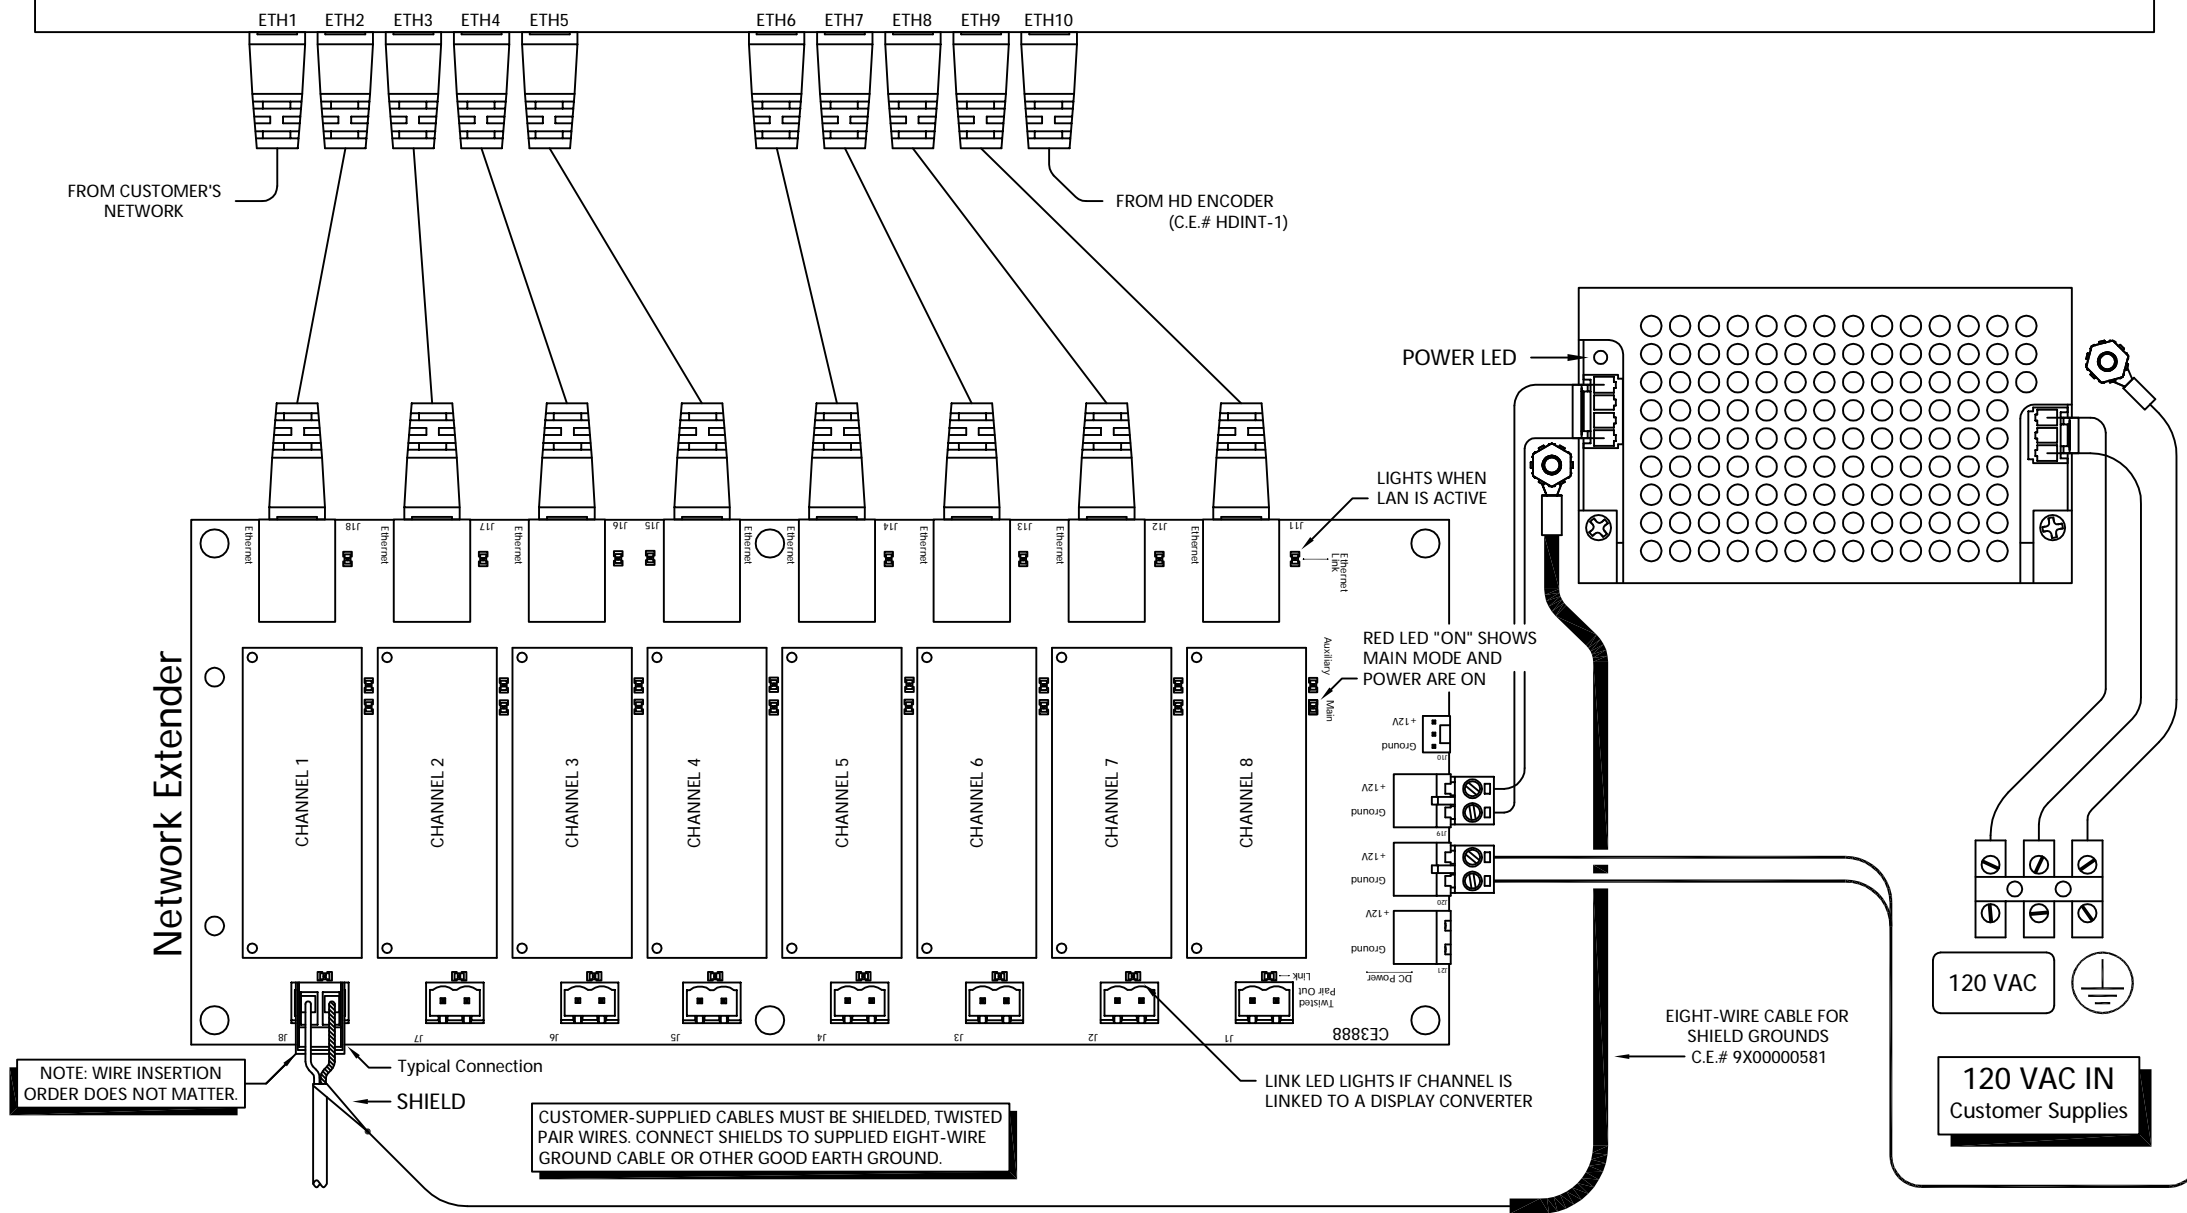 ETH1 ETH2 ETH3 ETH4 ETH5 ETH6 ETH7 ETH8 ETH9 ETH10
FROM CUSTOMER'S
NETWORK
FROM HD ENCODER
(C.E.# HDINT-1)
POWER LED
LIGHTS WHEN
LAN IS ACTIVE
Ethernet J18 Ethernet J17 Ethernet J16 J15 Ethernet Ethernet J14 Ethernet J13 Ethernet J12 Ethernet J11
Ethernet
Link
Network Extender
RED LED "ON" SHOWS
MAIN MODE AND
POWER ARE ON
Auxiliary
Main
CHANNEL 1
CHANNEL 2
CHANNEL 3
CHANNEL 4
CHANNEL 5
CHANNEL 6
CHANNEL 7
CHANNEL 8
+12V
Ground
J10
+12V
Ground
J19
+12V
Ground
J20
+12V
Ground
J21
DC Power
Link
Twisted
Pair Out
J8 J7 J6 J5 J4 J3 J2 J1
CE3888
120 VAC
EIGHT-WIRE CABLE FOR
SHIELD GROUNDS
C.E.# 9X00000581
NOTE: WIRE INSERTION
ORDER DOES NOT MATTER.
Typical Connection
SHIELD
LINK LED LIGHTS IF CHANNEL IS
LINKED TO A DISPLAY CONVERTER
CUSTOMER-SUPPLIED CABLES MUST BE SHIELDED, TWISTED
PAIR WIRES. CONNECT SHIELDS TO SUPPLIED EIGHT-WIRE
GROUND CABLE OR OTHER GOOD EARTH GROUND.
120 VAC IN
Customer Supplies